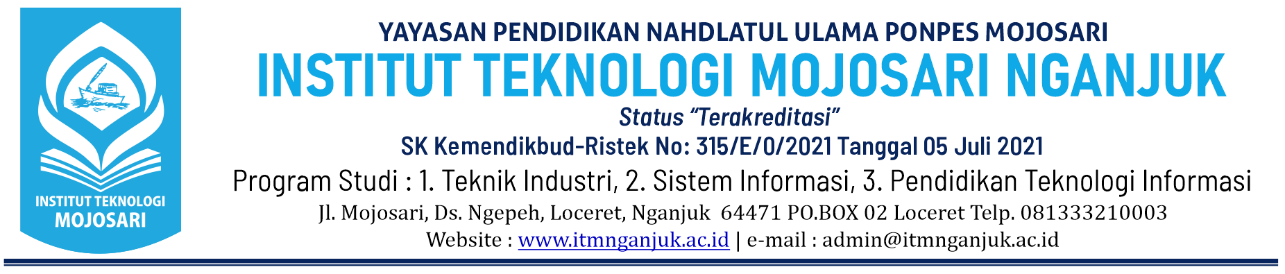 YAYASAN PENDIDIKAN NAHDLATUL ULAMA PONPES MOJOSARI
INSTITUT TEKNOLOGI MOJOSARI NGANJUK
Status “Terakreditasi”
SK Kemendikbud-Ristek No: 315/E/O/2021 Tanggal 05 Juli 2021
Program Studi : 1. Teknik Industri, 2. Sistem Informasi, 3. Pendidikan Teknologi Informasi
Jl. Mojosari, Ds. Ngepeh, Loceret, Nganjuk 64471 PO.BOX 02 Loceret Telp. 081333210003
Website : www.itmnganjuk.ac.id | e-mail : admin@itmnganjuk.ac.id
INSTITUT TEKNOLOGI
MOJOSARI